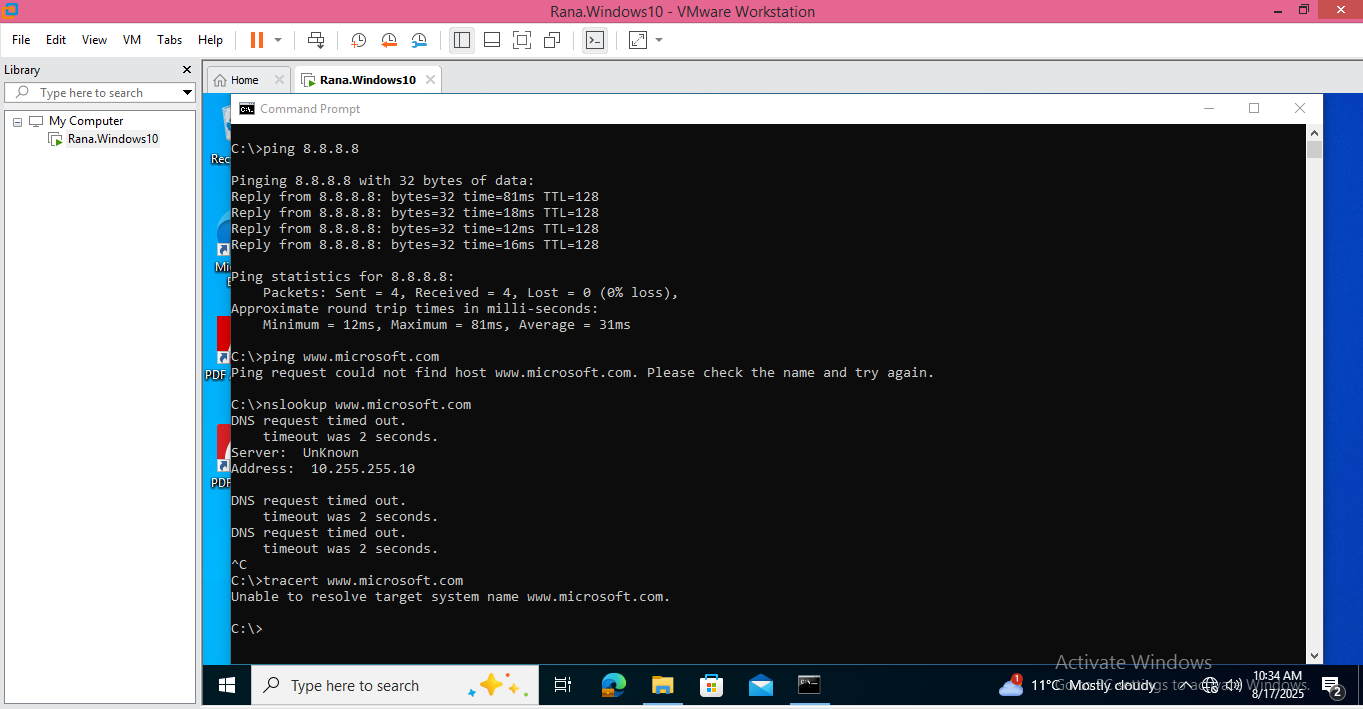 Rana.Windows10 - VMware Workstation
File Edit View VM Tabs Help
Library
Type here to search
My Computer
Rana.Windows10
Home
Rana.Windows10
Command Prompt
C:\>ping 8.8.8.8
Pinging 8.8.8.8 with 32 bytes of data:
Reply from 8.8.8.8: bytes=32 time=81ms TTL=128
Reply from 8.8.8.8: bytes=32 time=18ms TTL=128
Reply from 8.8.8.8: bytes=32 time=12ms TTL=128
Reply from 8.8.8.8: bytes=32 time=16ms TTL=128
Ping statistics for 8.8.8.8:
Packets: Sent = 4, Received = 4, Lost = 0 (0% loss),
Approximate round trip times in milli-seconds:
Minimum = 12ms, Maximum = 81ms, Average = 31ms
C:\>ping www.microsoft.com
Ping request could not find host www.microsoft.com. Please check the name and try again.
C:\>nslookup www.microsoft.com
DNS request timed out.
timeout was 2 seconds.
Server:  UnKnown
Address:  10.255.255.10
DNS request timed out.
timeout was 2 seconds.
DNS request timed out.
timeout was 2 seconds.
^C
C:\>tracert www.microsoft.com
Unable to resolve target system name www.microsoft.com.
C:\>
Rec
Mi
PDF
PDF
Activate Windows
Type here to search
1
11°C Mostly cloudy
10:34 AM
8/17/2025
2